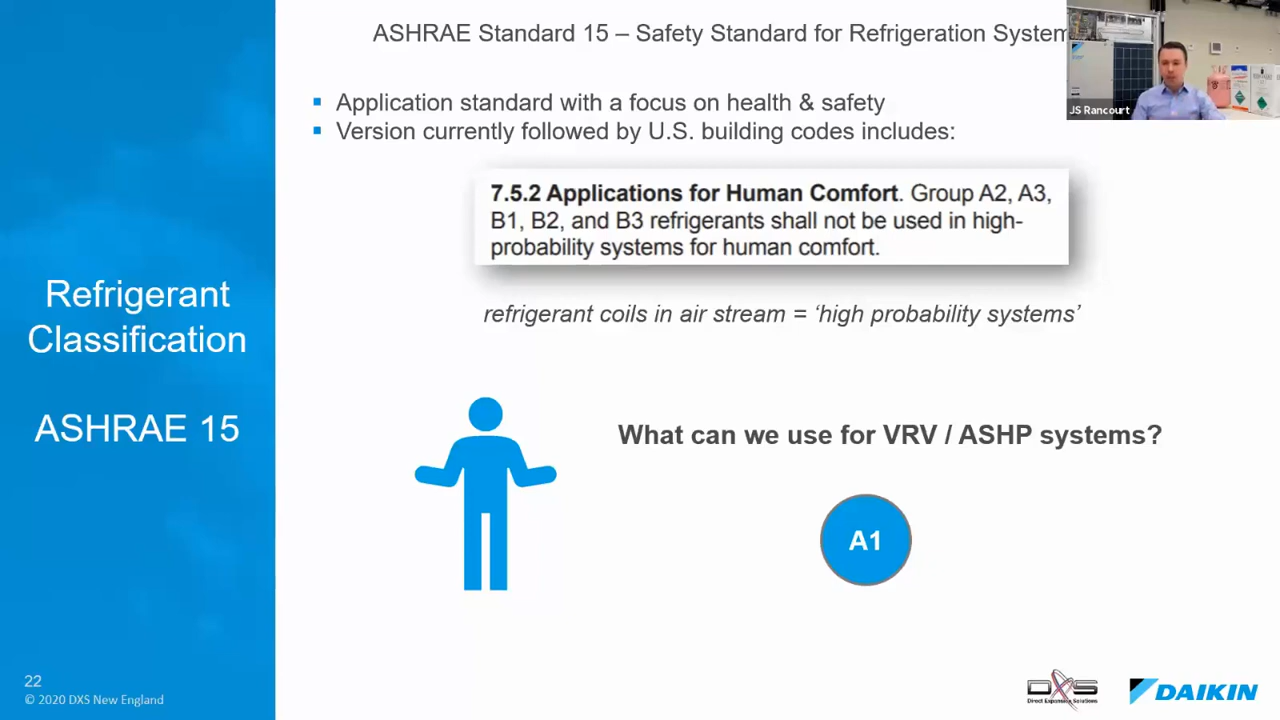 ASHRAE Standard 15 – Safety Standard for Refrigeration System
JS Rancourt
▪ Application standard with a focus on health & safety
▪ Version currently followed by U.S. building codes includes:
7.5.2 Applications for Human Comfort. Group A2, A3,
B1, B2, and B3 refrigerants shall not be used in high-
probability systems for human comfort.
refrigerant coils in air stream = ‘high probability systems’
Refrigerant
Classification
ASHRAE 15
What can we use for VRV / ASHP systems?
A1
22
© 2020 DXS New England
DXS
Direct Expansion Solutions
DAIKIN